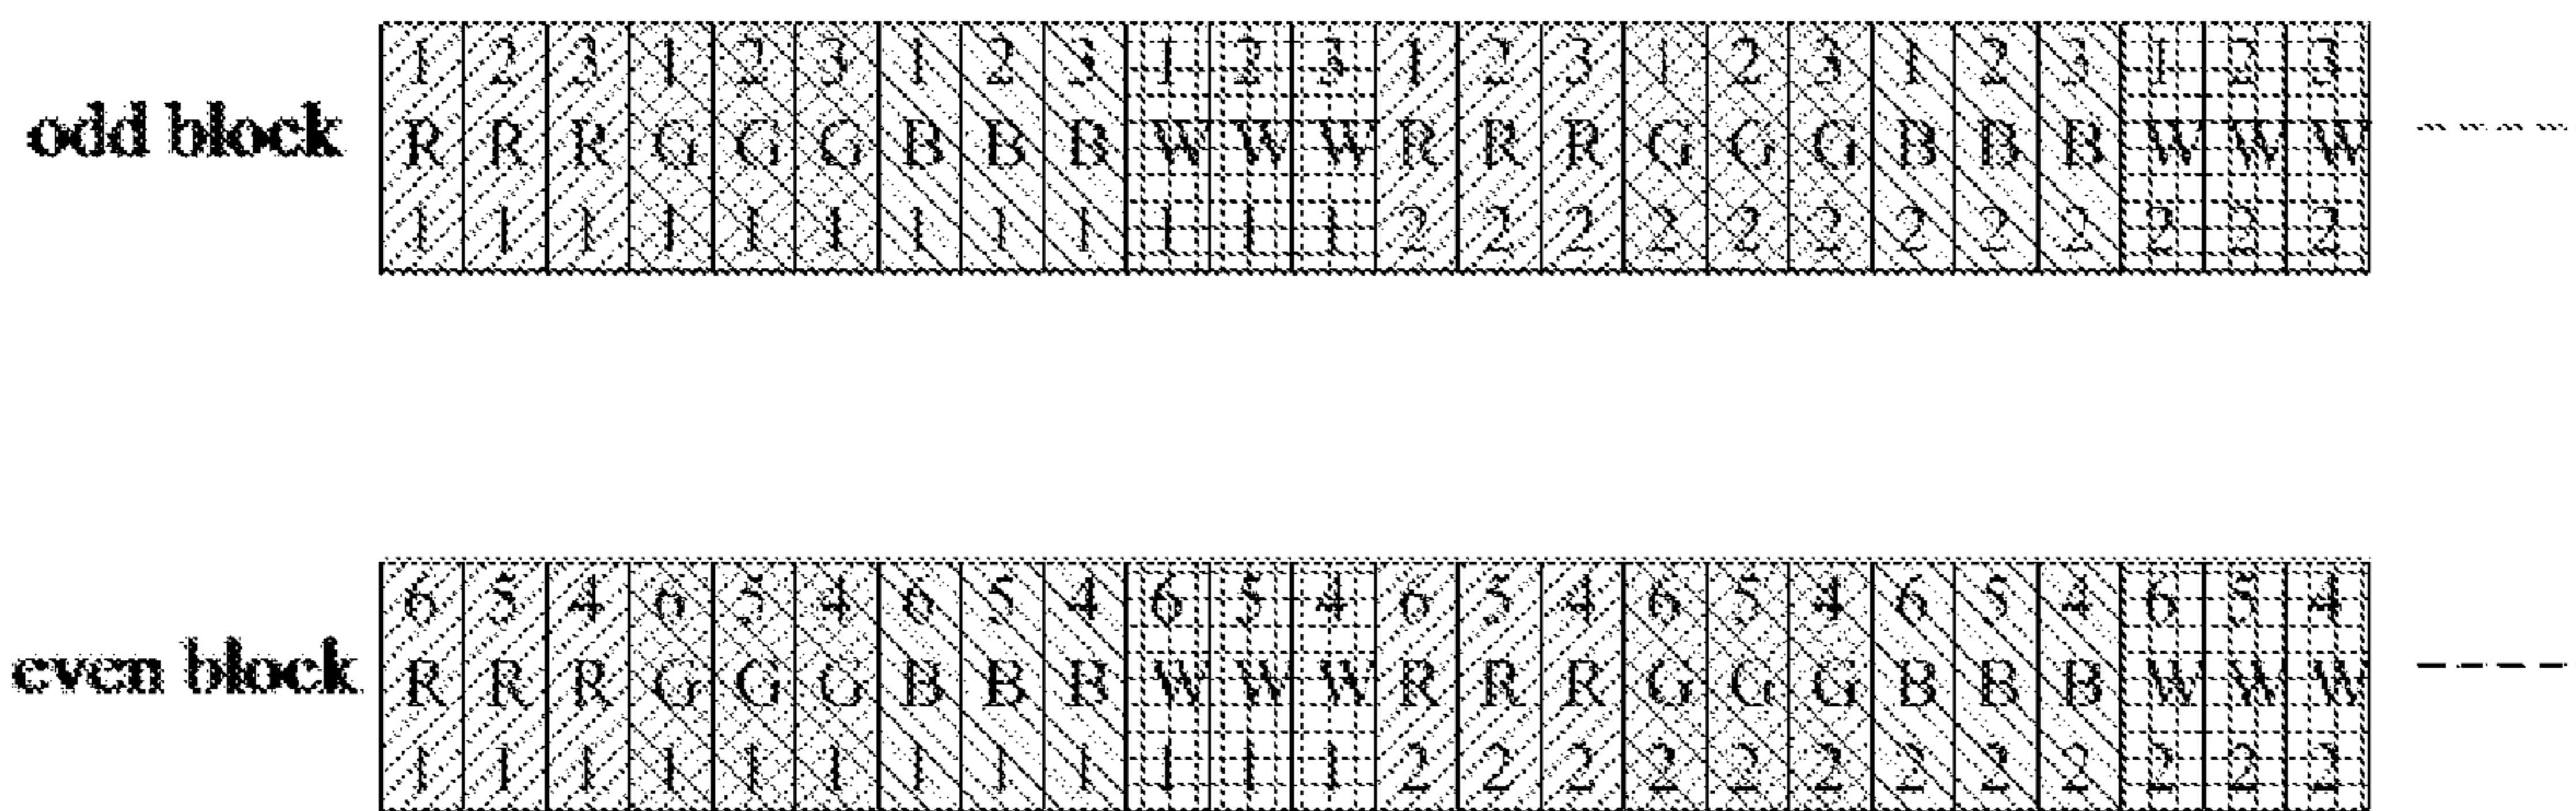 1 2 3 1 2 3 1 2 3 1 2 3 1 2 3 1 2 3 1 2 3 1 2 3
odd block R R R G G G B B B W W W R R R G G G B B B W W W
1 1 1 1 1 1 1 1 1 1 1 1 2 2 2 2 2 2 2 2 2 2 2 2
6 5 4 6 5 4 6 5 4 6 5 4 6 5 4 6 5 4 6 5 4 6 5 4
even block R R R G G G B B B W W W R R R G G G B B B W W W
1 1 1 1 1 1 1 1 1 1 1 1 2 2 2 2 2 2 2 2 2 2 2 2